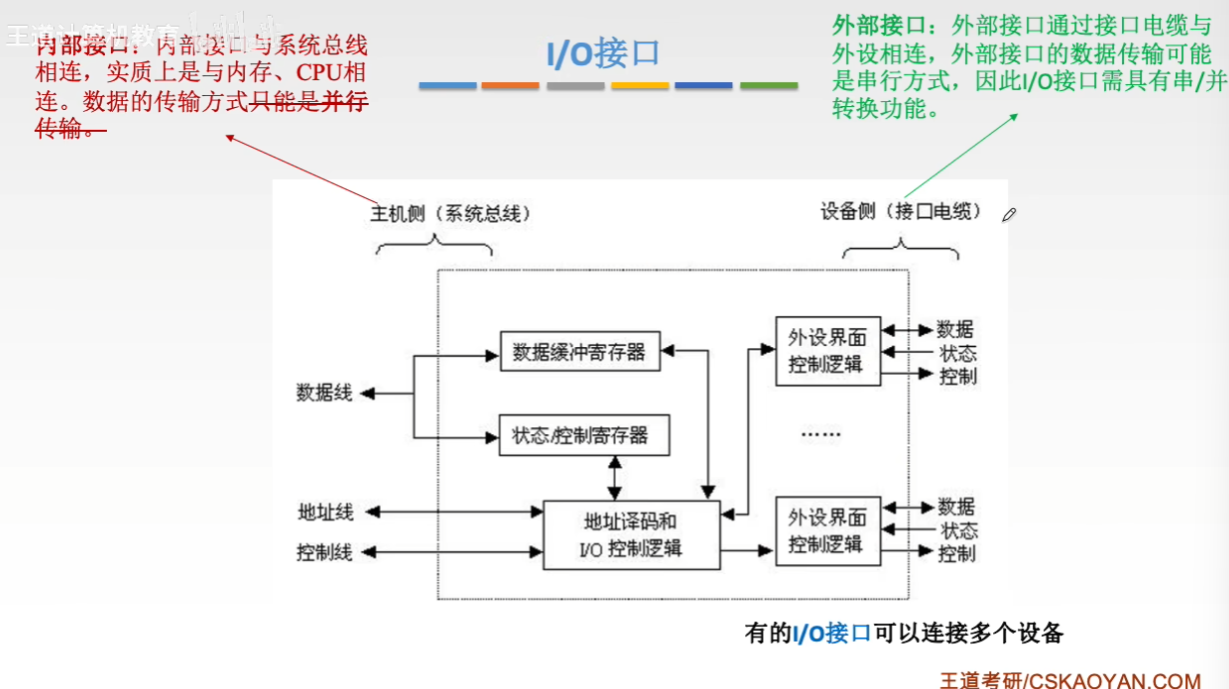 王道计算机教育
内部接口：内部接口与系统总线
相连，实质上是与内存、CPU相
连。数据的传输方式只能是并行
传输。
I/O接口
外部接口：外部接口通过接口电缆与
外设相连，外部接口的数据传输可能
是串行方式，因此I/O接口需具有串/并
转换功能。
主机侧（系统总线）
设备侧（接口电缆）
数据缓冲寄存器
外设界面
控制逻辑
数据
状态
控制
数据线
状态/控制寄存器
……
地址线
控制线
地址译码和
I/O 控制逻辑
外设界面
控制逻辑
数据
状态
控制
有的I/O接口可以连接多个设备
王道考研/CSKAOYAN.COM